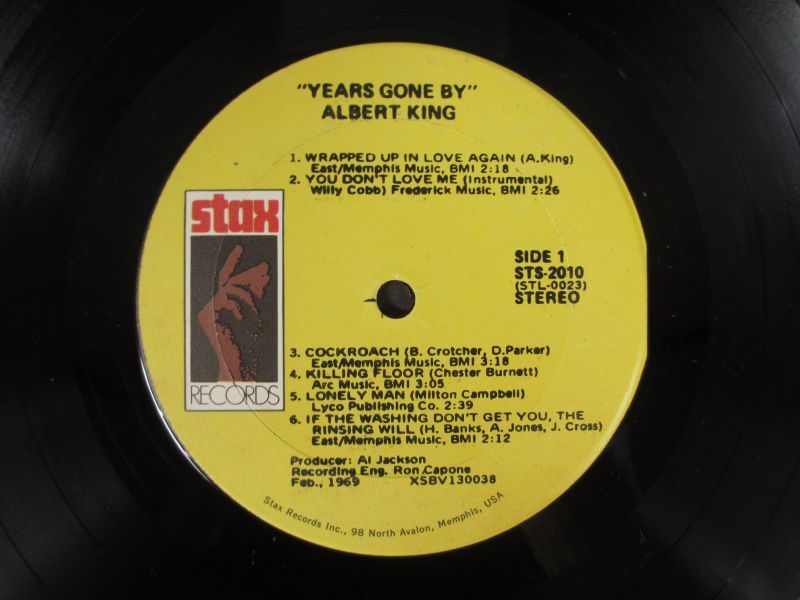 "YEARS GONE BY"
ALBERT KING
1. WRAPPED UP IN LOVE AGAIN (A.King)
East/Memphis Music, BMI 2:18
2. YOU DON'T LOVE ME (Instrumental)
Willy Cobb) Frederick Music, BMI 2:26
stax
RECORDS
SIDE 1
STS-2010
(STL-0023)
STEREO
3. COCKROACH (B. Crotcher, D.Parker)
East/Memphis Music, BMI 3:18
4. KILLING FLOOR (Chester Burnett)
Arc Music, BMI 3:05
5. LONELY MAN (Milton Campbell)
Lyco Publishing Co. 2:39
6. IF THE WASHING DON'T GET YOU, THE
RINSING WILL (H. Banks, A. Jones, J. Cross)
East/Memphis Music, BMI 2:12
Producer: Al Jackson
Recording Eng. Ron Capone
Feb., 1969 XSBV130038
Stax Records Inc., 98 North Avalon, Memphis, USA